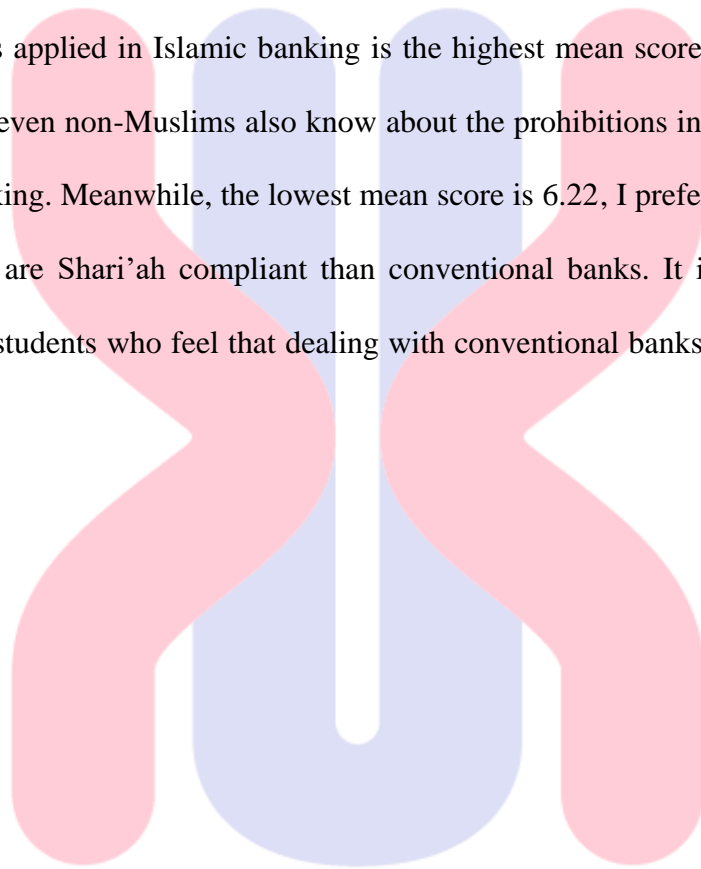 applied in Islamic banking is the highest mean score
even non-Muslims also know about the prohibitions in
Meanwhile, the lowest mean score is 6.22, I
are Shari’ah compliant than conventional banks. It
students who feel that dealing with conventional banks